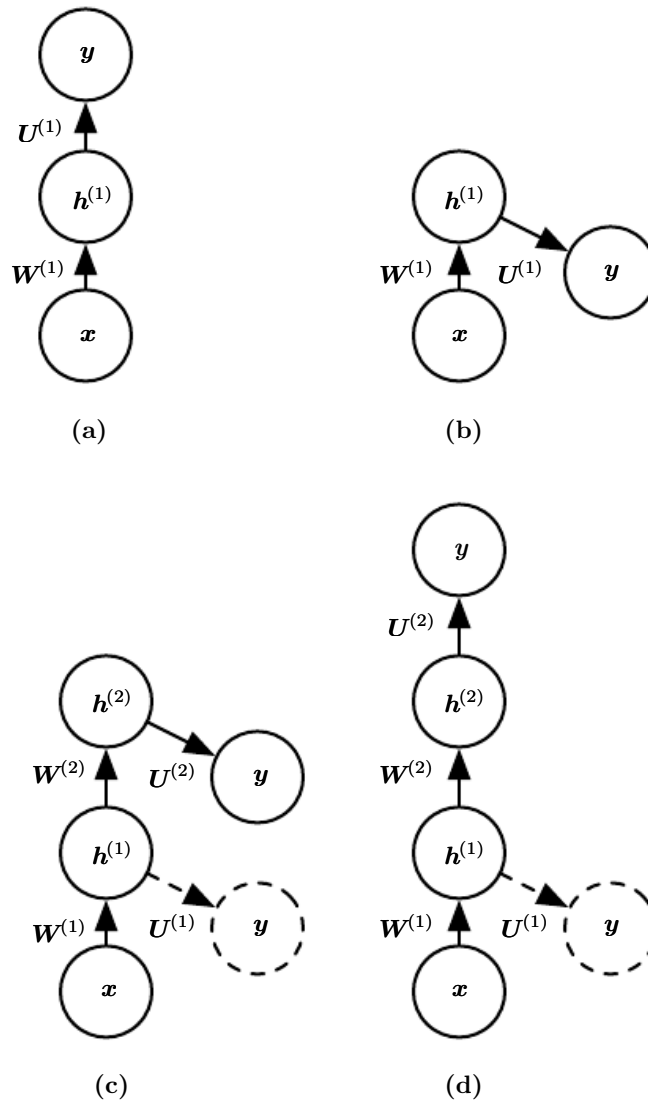 y
U^(1)
h^(1)
W^(1)
x
(a)
h^(1)
W^(1) U^(1) y
x
(b)
h^(2)
W^(2) U^(2) y
h^(1)
W^(1) U^(1) y
x
(c)
y
U^(2)
h^(2)
W^(2)
h^(1)
W^(1) U^(1) y
x
(d)